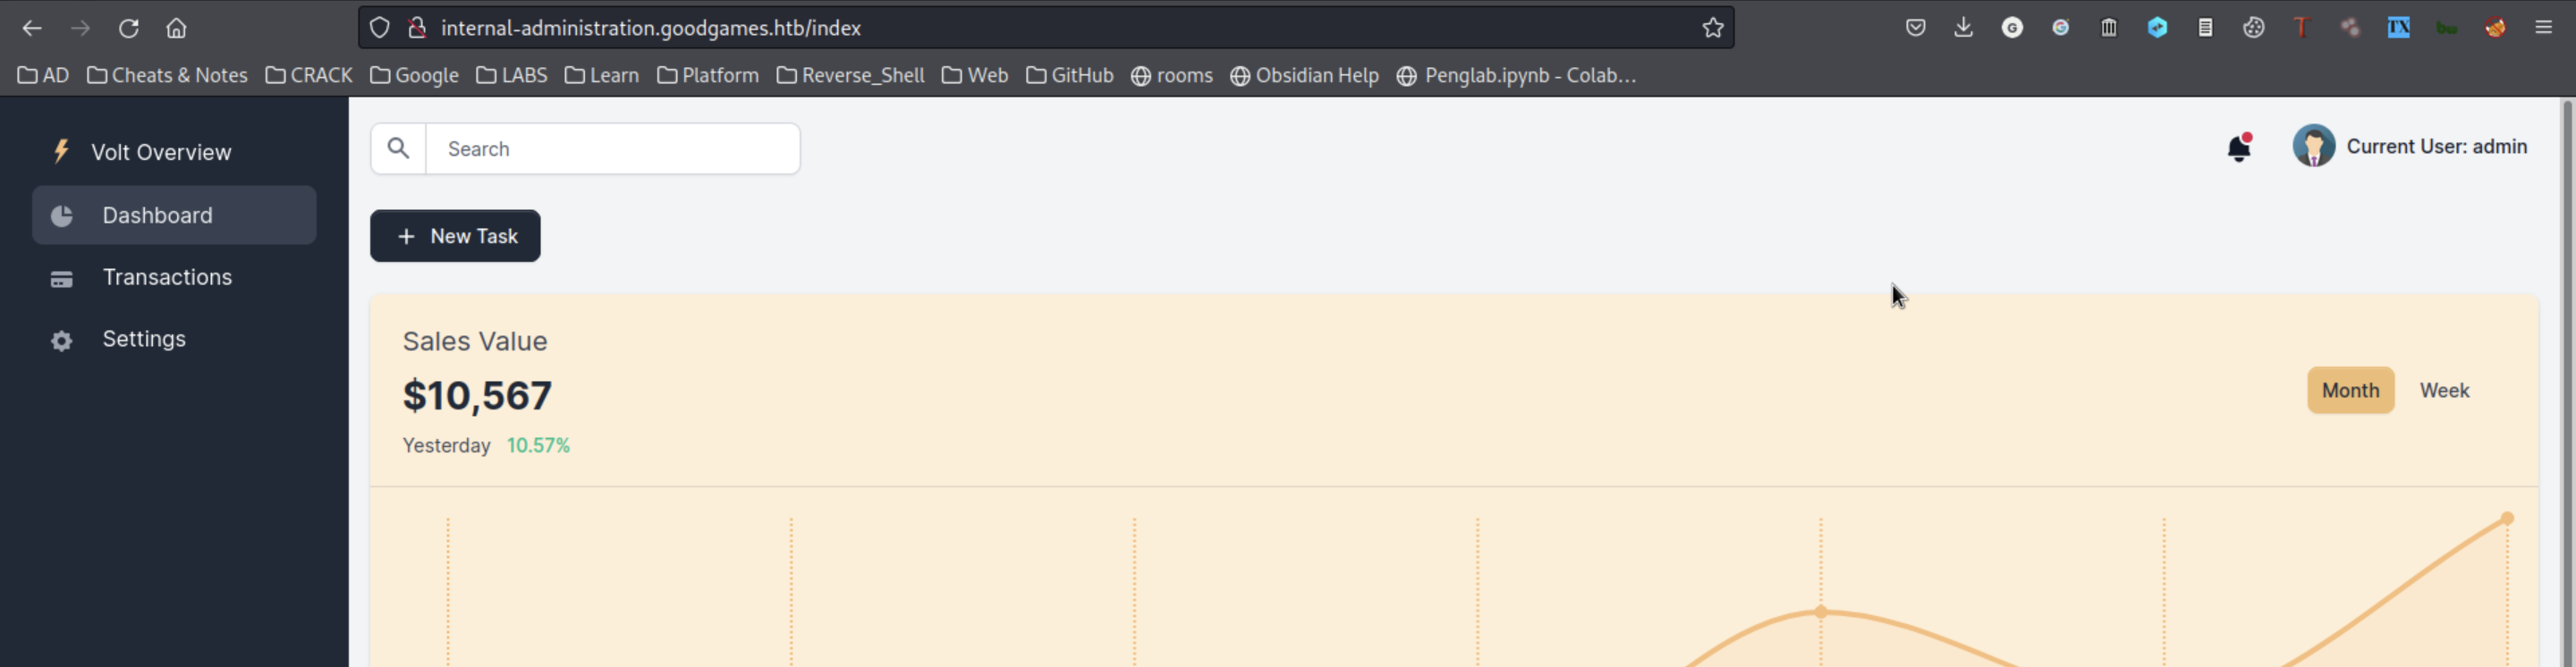 internal-administration.goodgames.htb/index
AD Cheats & Notes CRACK Google LABS Learn Platform Reverse_Shell Web GitHub rooms Obsidian Help Penglab.ipynb - Colab...
Volt Overview
Dashboard
Transactions
Settings
Search
Current User: admin
+ New Task
Sales Value
$10,567
Yesterday 10.57%
Month Week